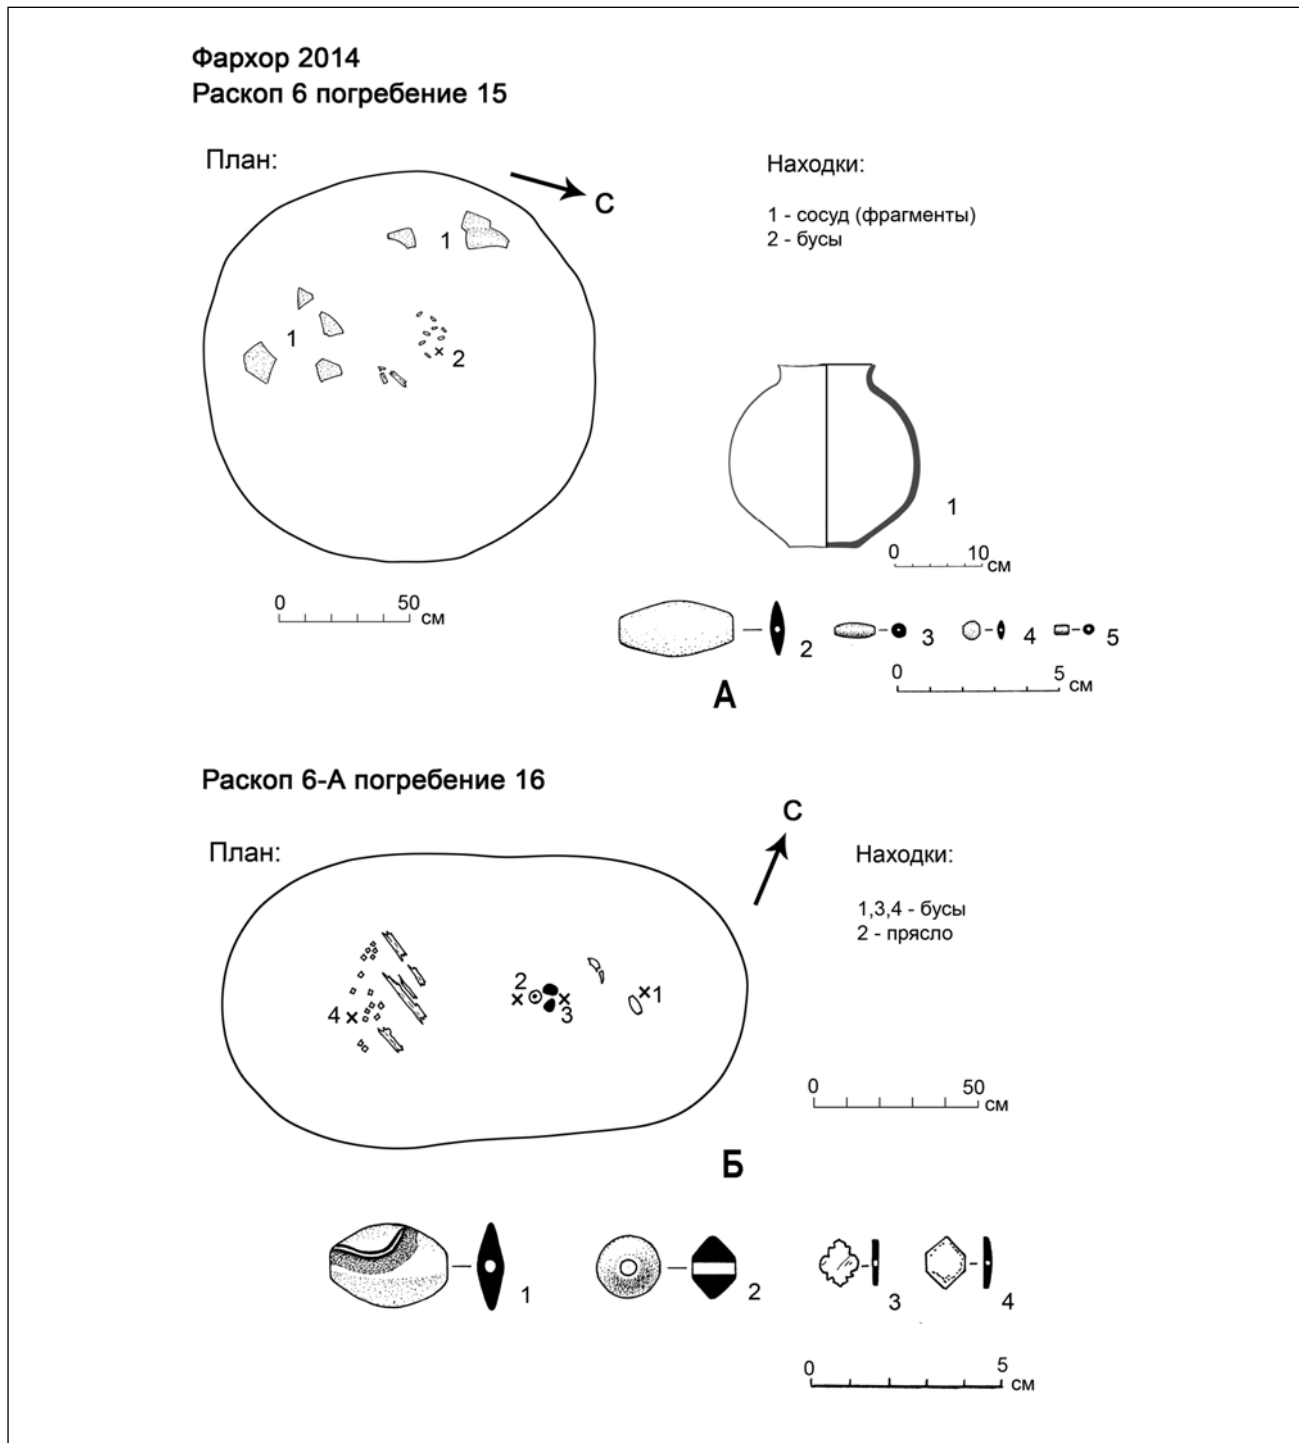 Фархор 2014
Раскоп 6 погребение 15
План:
С
Находки:
1 - сосуд (фрагменты)
2 - бусы
1
1
2
1
0 10 см
0 50 см
2
3
4
5
0 5 см
А
Раскоп 6-А погребение 16
План:
С
Находки:
1,3,4 - бусы
2 - прясло
2
1
3
4
0 50 см
Б
1
2
3
4
0 5 см